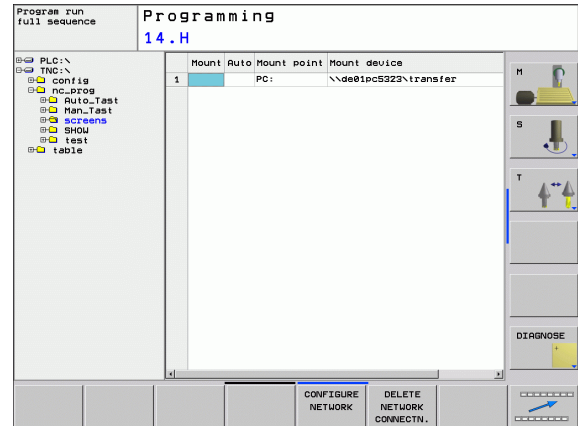 Program run
full sequence
Programming
14.H
PLC:\
TNC:\
config
nc_prog
Auto_Tast
Man_Tast
screens
SHOW
test
table
Mount Auto Mount point Mount device
1 PC: \\de01pc5323\transfer
M
S
T
DIAGNOSE
CONFIGURE
NETWORK
DELETE
NETWORK
CONNECTN.